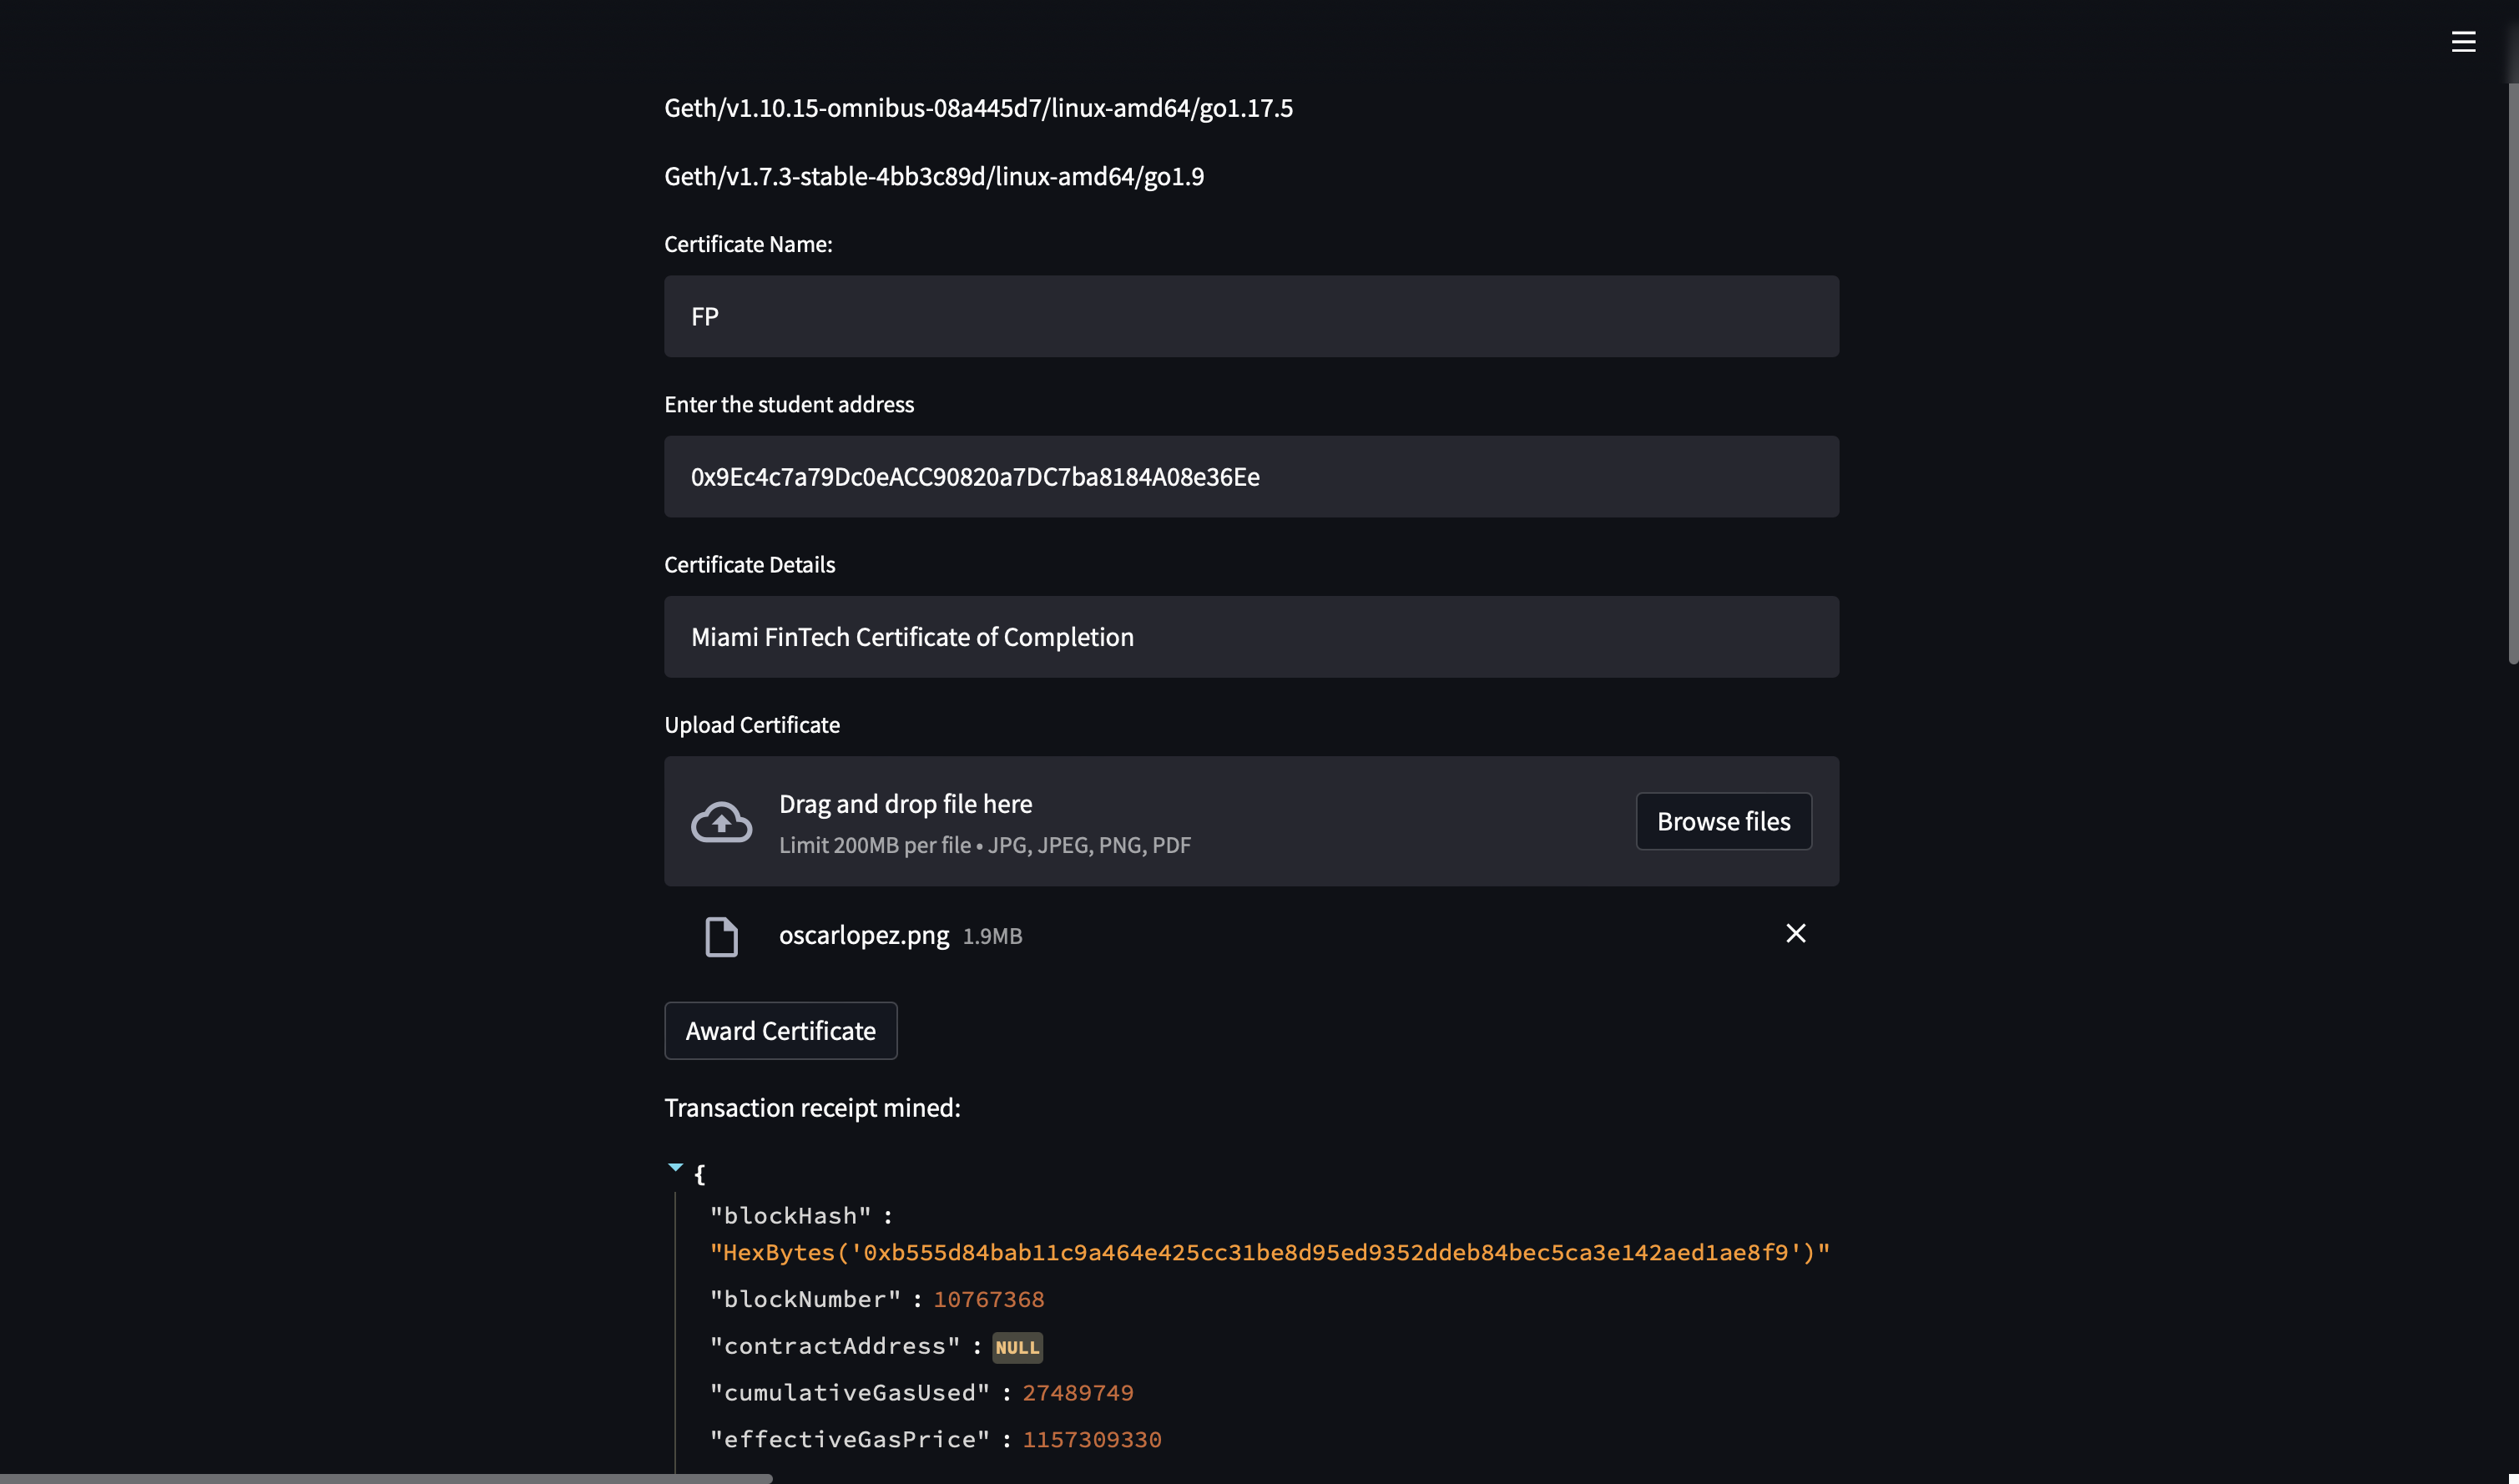 Geth/v1.10.15-omnibus-08a445d7/linux-amd64/go1.17.5
Geth/v1.7.3-stable-4bb3c89d/linux-amd64/go1.9
Certificate Name:
FP
Enter the student address
0x9Ec4c7a79Dc0eACC90820a7DC7ba8184A08e36Ee
Certificate Details
Miami FinTech Certificate of Completion
Upload Certificate
Drag and drop file here
Limit 200MB per file • JPG, JPEG, PNG, PDF
Browse files
oscarlopez.png 1.9MB
Award Certificate
Transaction receipt mined:
{
"blockHash" :
"HexBytes('0xb555d84bab11c9a464e425cc31be8d95ed9352ddeb84bec5ca3e142aed1ae8f9')"
"blockNumber" : 10767368
"contractAddress" : NULL
"cumulativeGasUsed" : 27489749
"effectiveGasPrice" : 1157309330